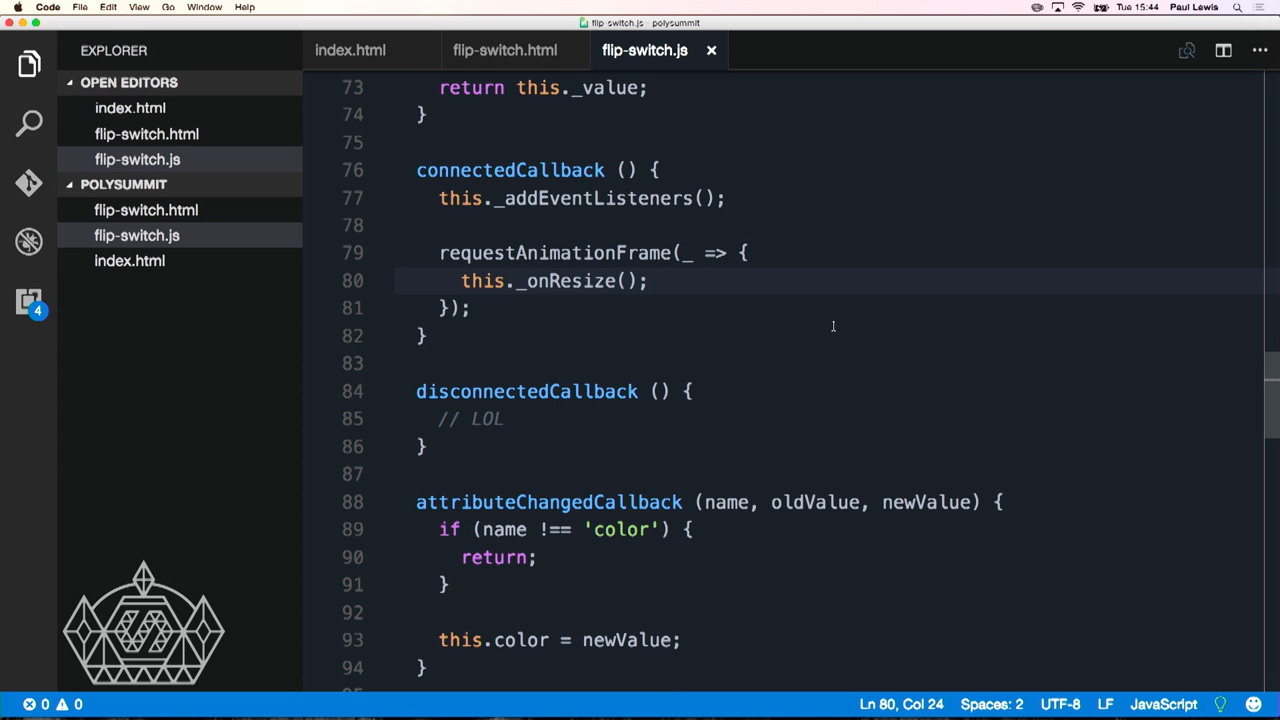 Code File Edit View Go Window Help Tue 15:44 Paul Lewis
flip-switch.js — polysummit
EXPLORER
index.html flip-switch.html flip-switch.js
OPEN EDITORS
index.html
flip-switch.html
flip-switch.js
POLYSUMMIT
flip-switch.html
flip-switch.js
index.html
4
73 return this._value;
74 }
75
76 connectedCallback () {
77 this._addEventListeners();
78
79 requestAnimationFrame(_ => {
80 this._onResize();
81 });
82 }
83
84 disconnectedCallback () {
85 // LOL
86 }
87
88 attributeChangedCallback (name, oldValue, newValue) {
89 if (name !== 'color') {
90 return;
91 }
92
93 this.color = newValue;
94 }
0 0 Ln 80, Col 24 Spaces: 2 UTF-8 LF JavaScript